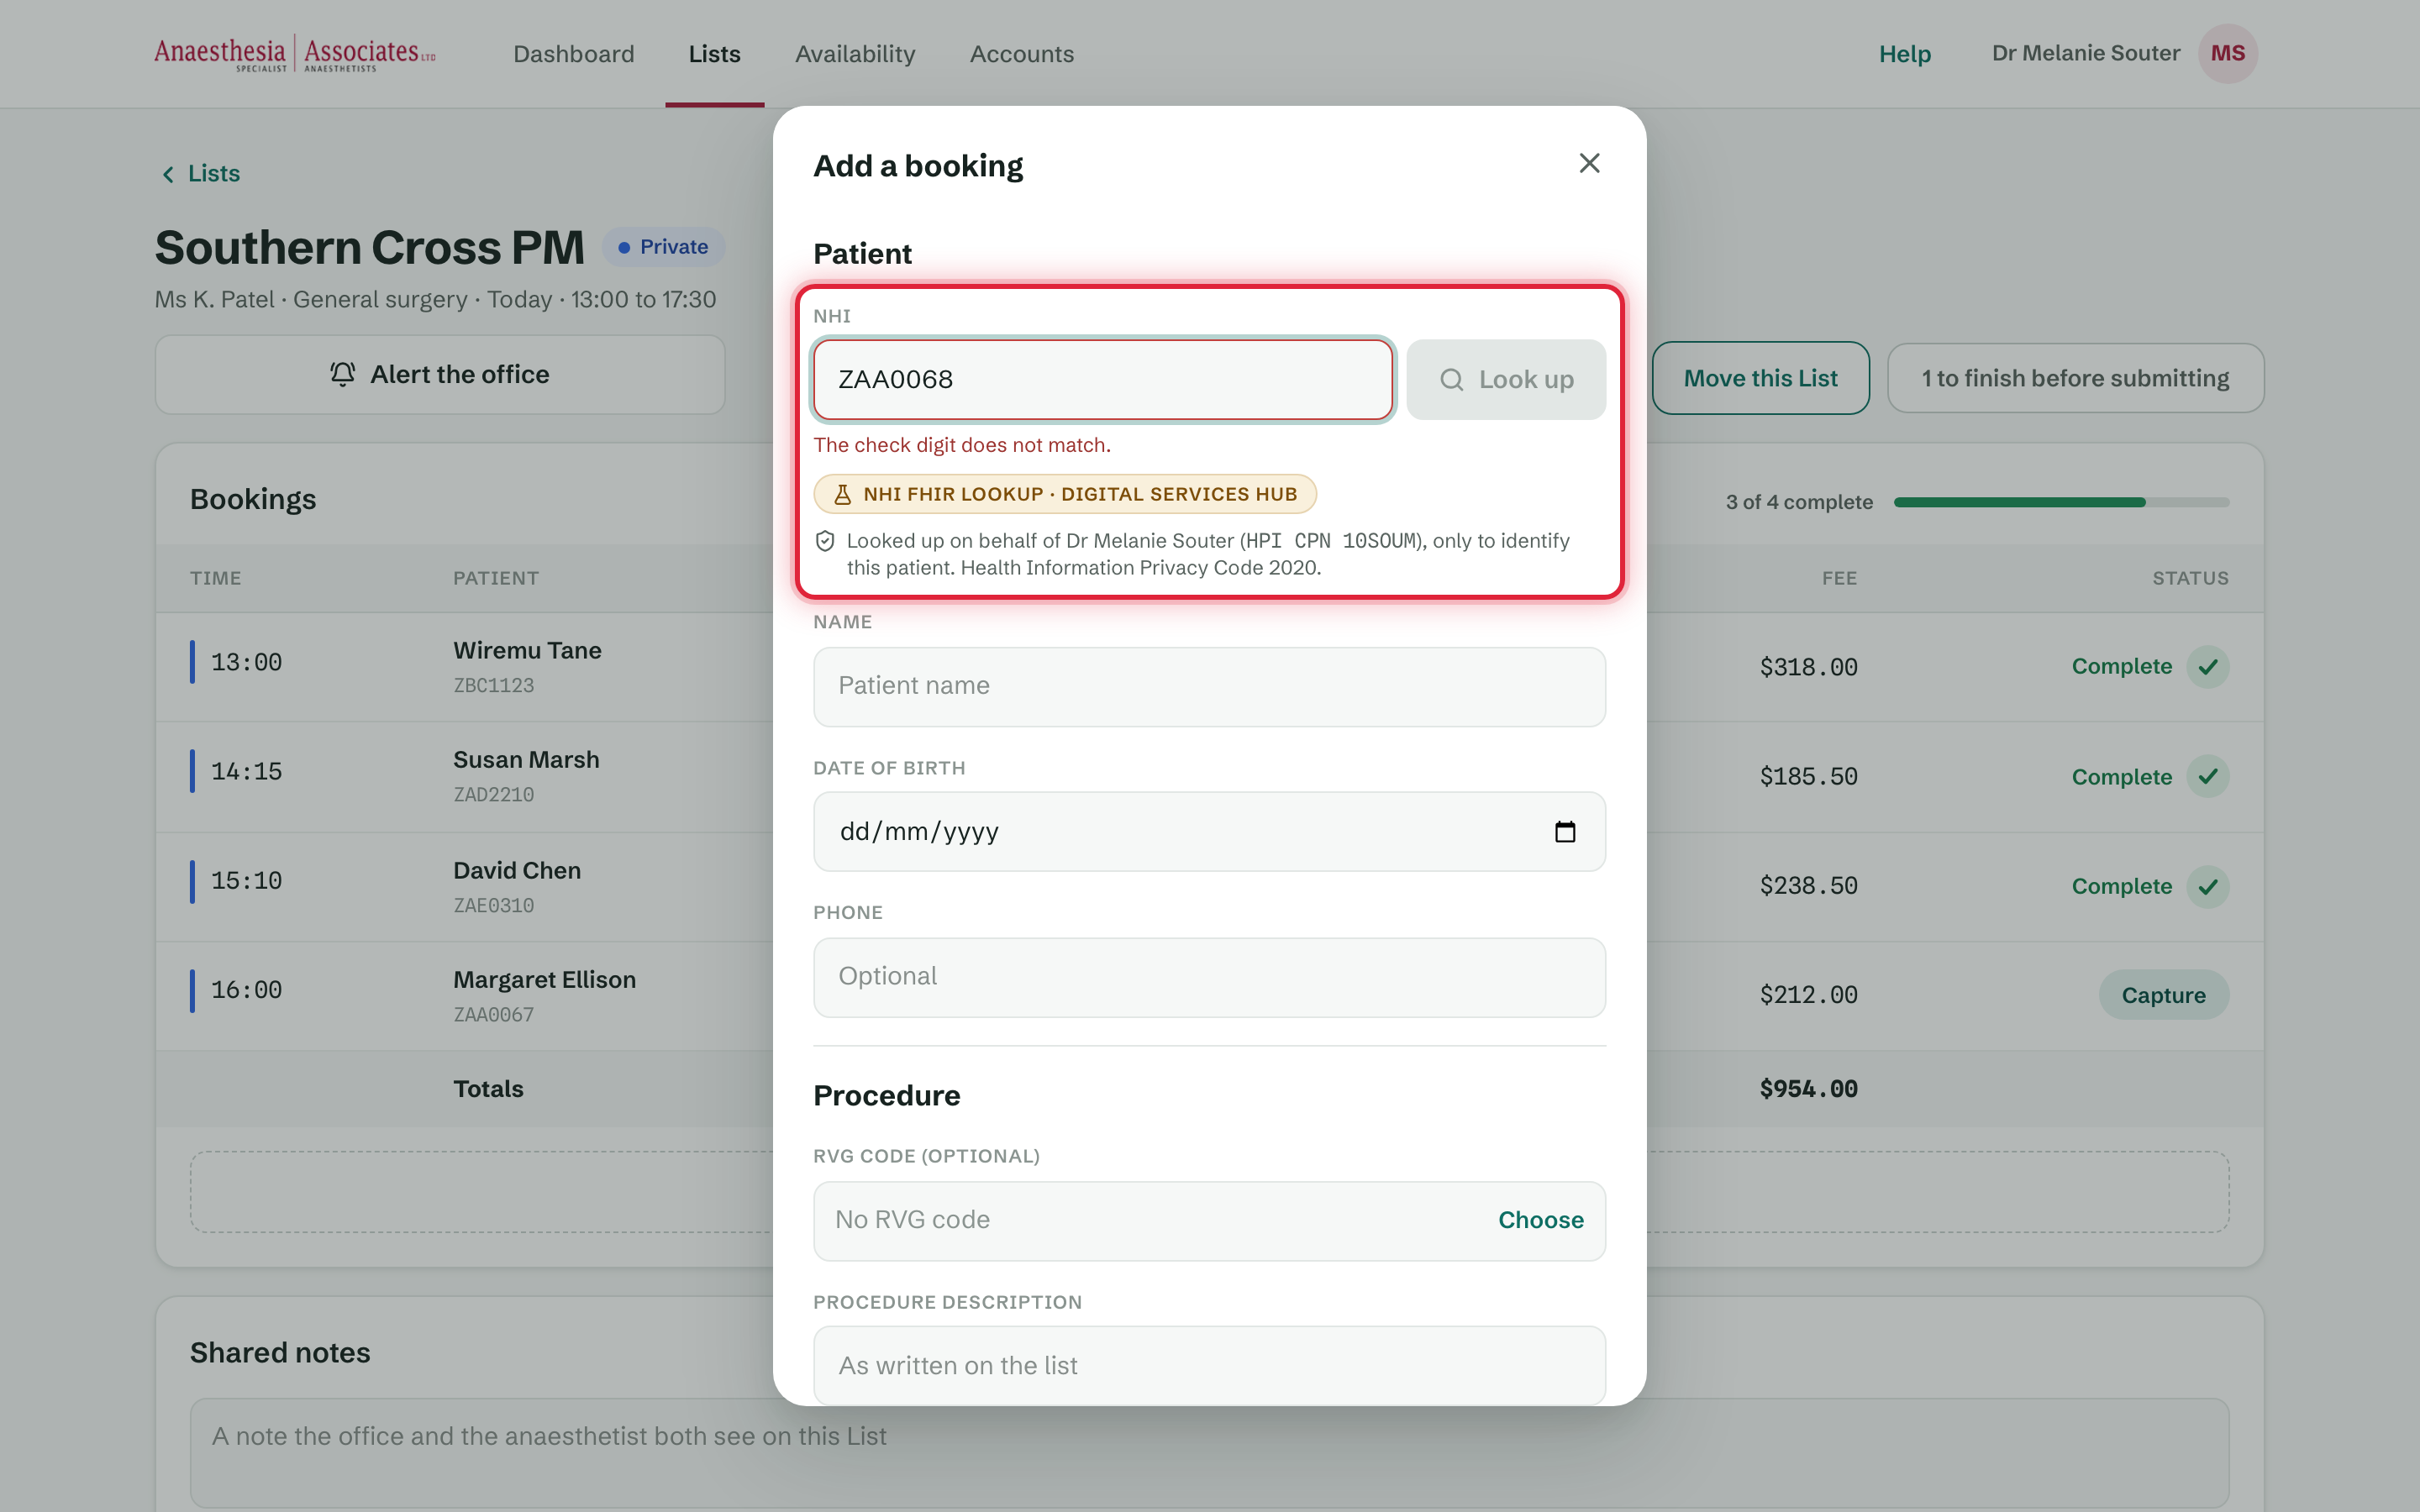 Anaesthesia | Associates LTD
SPECIALIST ANAESTHETISTS
Dashboard
Lists
Availability
Accounts
Help
Dr Melanie Souter
MS
Lists
Southern Cross PM
Private
Ms K. Patel · General surgery · Today · 13:00 to 17:30
Alert the office
Move this List
1 to finish before submitting
Bookings
3 of 4 complete
TIME
PATIENT
FEE
STATUS
13:00
Wiremu Tane
ZBC1123
$318.00
Complete
14:15
Susan Marsh
ZAD2210
$185.50
Complete
15:10
David Chen
ZAE0310
$238.50
Complete
16:00
Margaret Ellison
ZAA0067
$212.00
Capture
Totals
$954.00
Shared notes
A note the office and the anaesthetist both see on this List
Add a booking
Patient
NHI
ZAA0068
Look up
The check digit does not match.
NHI FHIR LOOKUP · DIGITAL SERVICES HUB
Looked up on behalf of Dr Melanie Souter (HPI CPN 10SOUM), only to identify
this patient. Health Information Privacy Code 2020.
NAME
Patient name
DATE OF BIRTH
dd/mm/yyyy
PHONE
Optional
Procedure
RVG CODE (OPTIONAL)
No RVG code
Choose
PROCEDURE DESCRIPTION
As written on the list